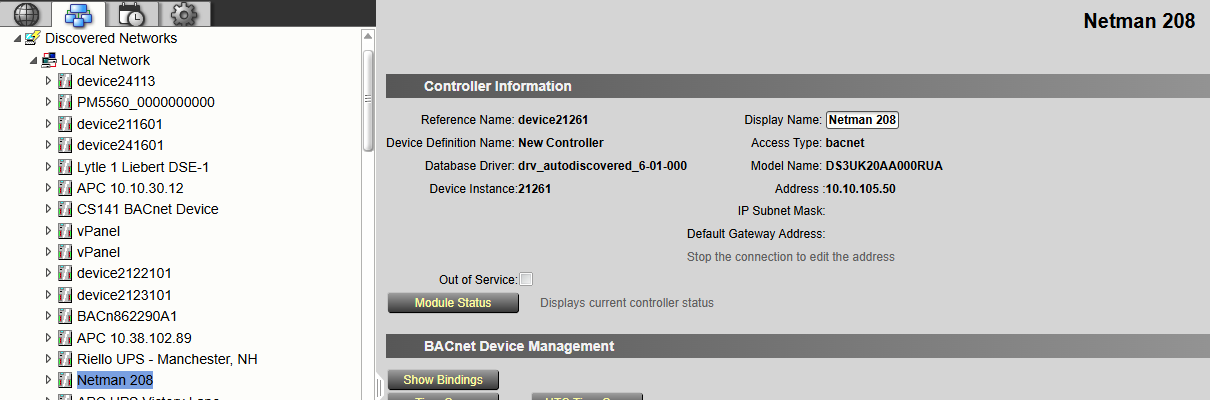 Netman 208
Discovered Networks
Local Network
device24113
PM5560_0000000000
device211601
device241601
Lytle 1 Liebert DSE-1
APC 10.10.30.12
CS141 BACnet Device
vPanel
vPanel
device2122101
device2123101
BACn862290A1
APC 10.38.102.89
Riello UPS - Manchester, NH
Netman 208
Controller Information
Reference Name: device21261
Display Name: Netman 208
Device Definition Name: New Controller
Access Type: bacnet
Database Driver: drv_autodiscovered_6-01-000
Model Name: DS3UK20AA000RUA
Device Instance:21261
Address :10.10.105.50
IP Subnet Mask:
Default Gateway Address:
Stop the connection to edit the address
Out of Service:
Module Status
Displays current controller status
BACnet Device Management
Show Bindings